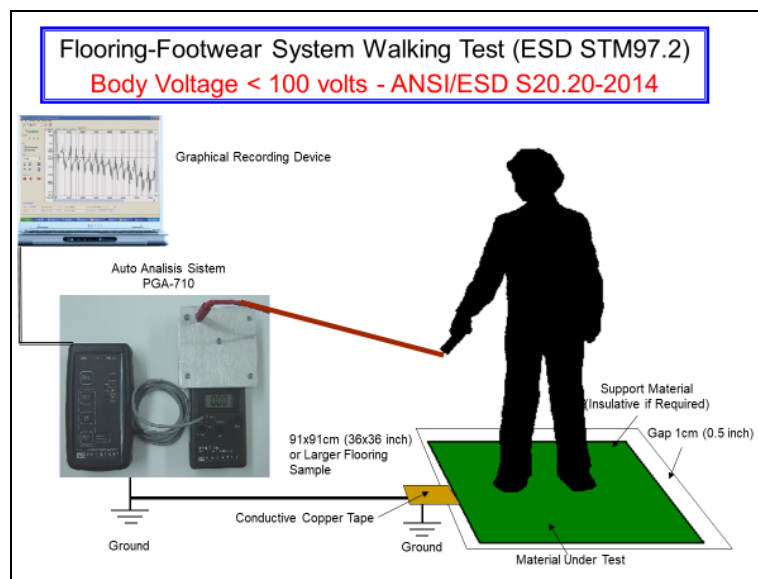 Flooring-Footwear System Walking Test (ESD STM97.2)
Body Voltage < 100 volts - ANSI/ESD S20.20-2014
Graphical Recording Device
Auto Analisis Sistem
PGA-710
Support Material
(Insulative if Required)
91x91cm (36x36 inch)
or Larger Flooring
Sample
Gap 1cm (0.5 inch)
Conductive Copper Tape
Ground
Ground
Material Under Test